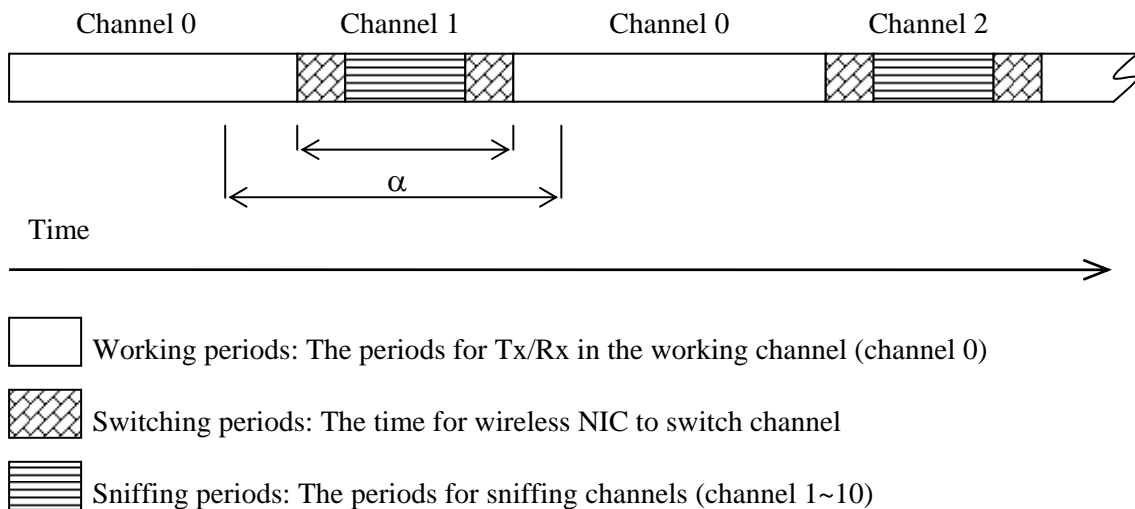 Channel 0 Channel 1 Channel 0 Channel 2
α
Time
Working periods: The periods for Tx/Rx in the working channel (channel 0)
Switching periods: The time for wireless NIC to switch channel
Sniffing periods: The periods for sniffing channels (channel 1~10)